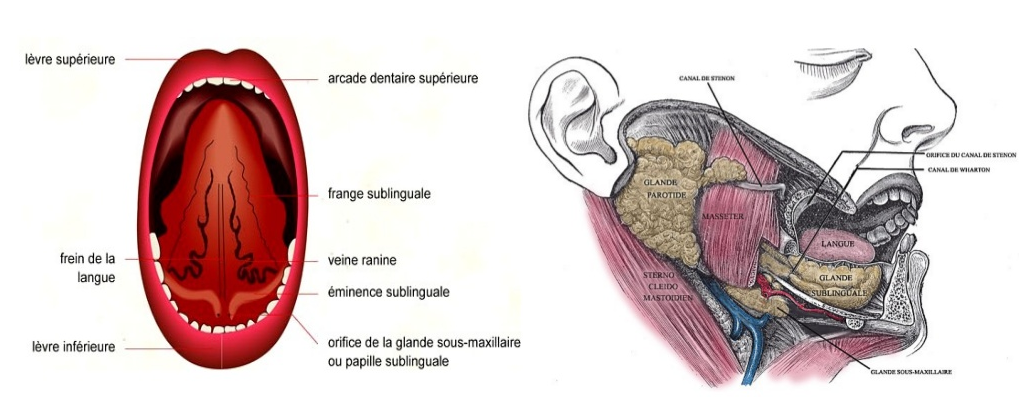 lèvre supérieure
arcade dentaire supérieure
frange sublinguale
frein de la
langue
veine ranine
éminence sublinguale
lèvre inférieure
orifice de la glande sous-maxillaire
ou papille sublinguale
CANAL DE STENON
ORIFICE DU CANAL DE STENON
CANAL DE WHARTON
GLANDE
PAROTIDE
MASSETER
LANGUE
STERNO
CLEIDO
MASTOIDIEN
GLANDE
SUBLINGUALE
GLANDE SOUS-MAXILLAIRE